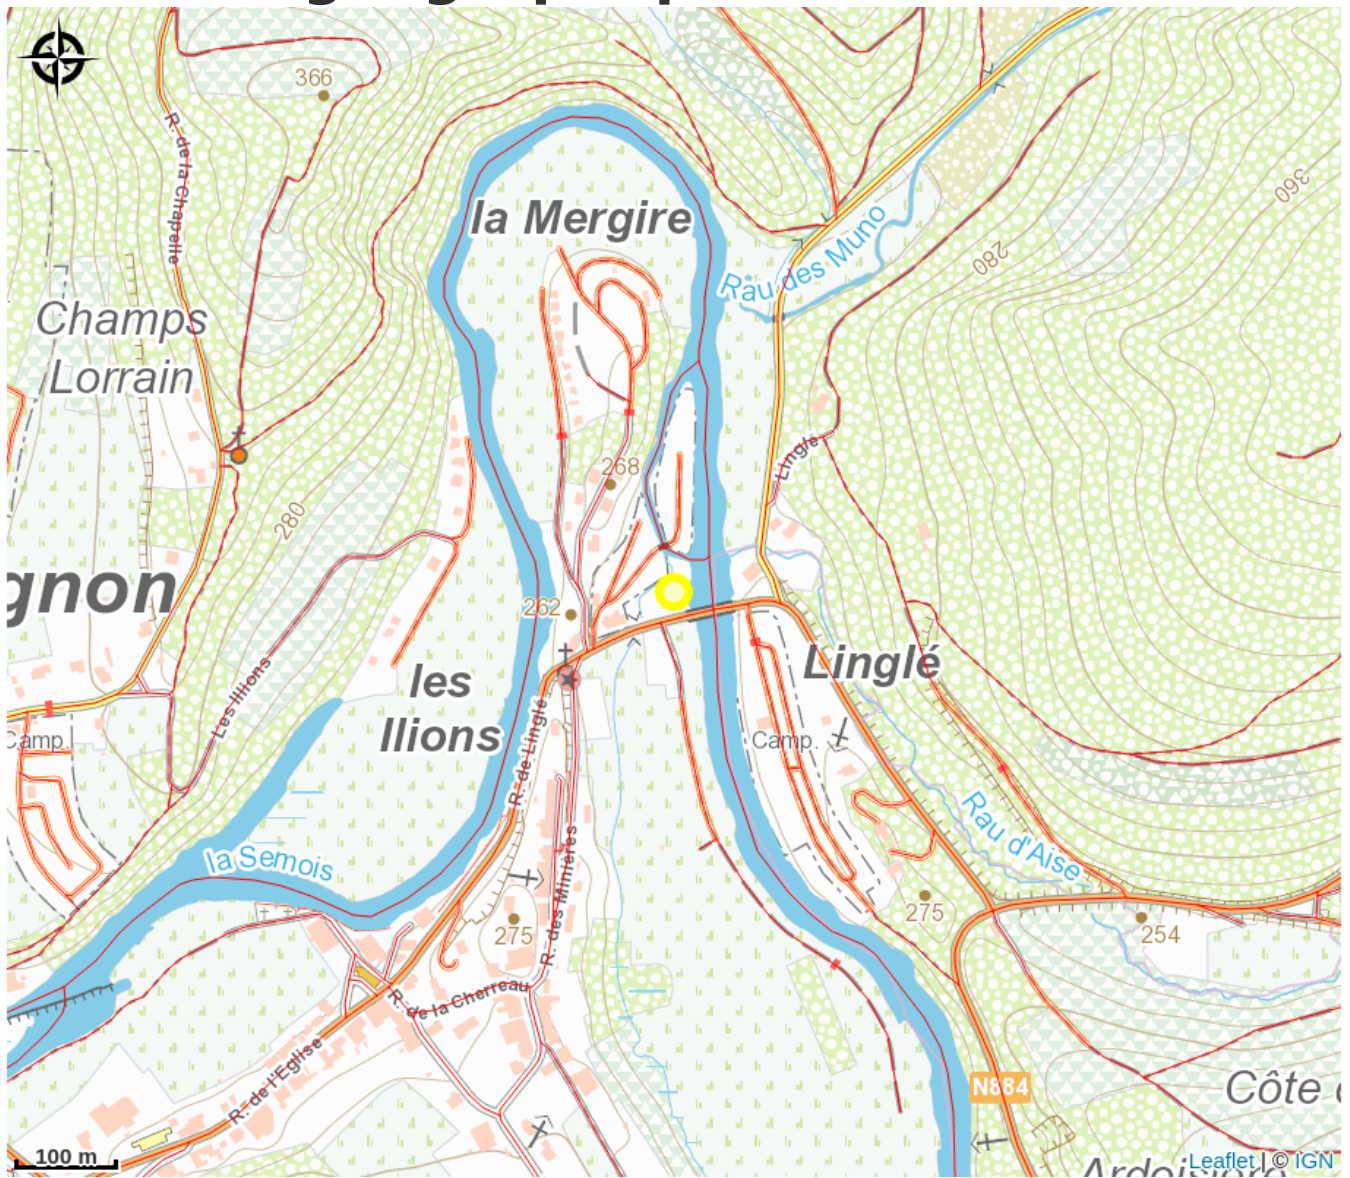 366
R. de la Chapelle
la Mergire
Rau des Muno
360
280
Champs
Lorrain
Linglé
268
280
gnon
262
les
Ilions
Linglé
Les Illions
R. de Linglé
Camp.
Camp.
la Semois
R. des Minières
Rau d'Aise
275
275
254
R. de la Cherreau
R. de l'Eglise
N884
Côte
100 m
Leaflet | © IGN